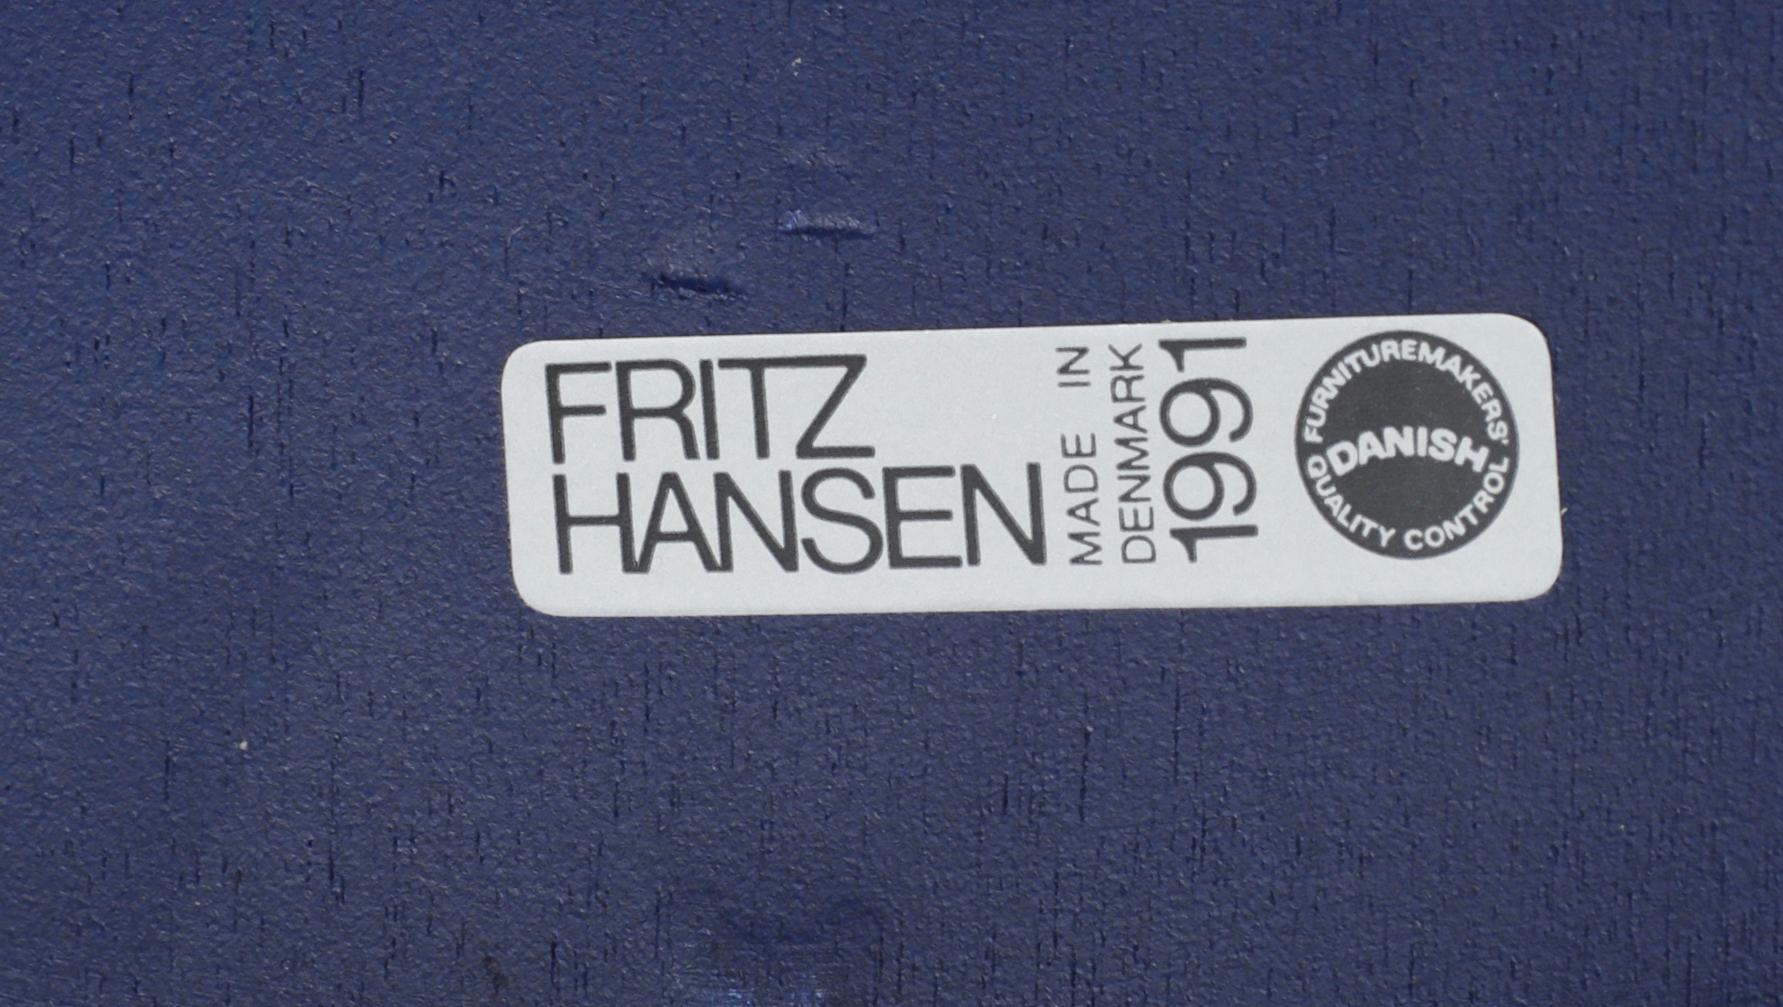 FRITZ
HANSEN
MADE IN
DENMARK
1991
FURNITUREMAKERS'
DANISH
QUALITY CONTROL